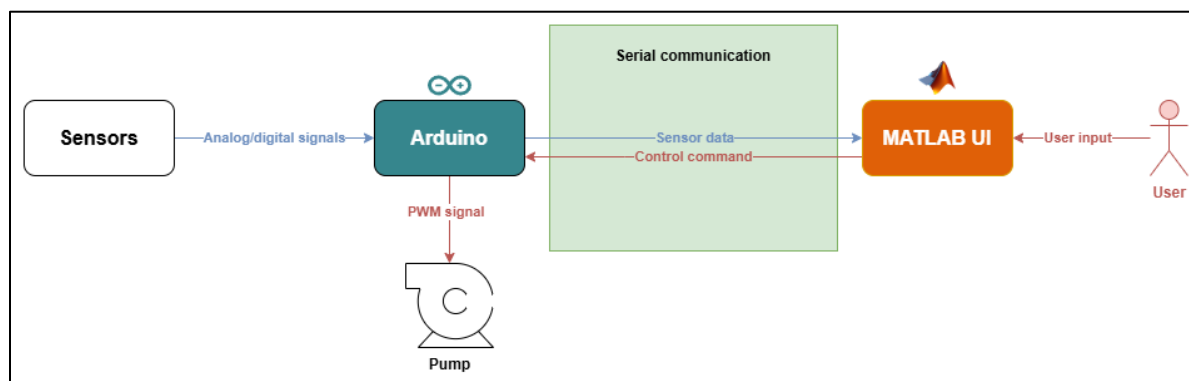 Serial communication
Sensors
Analog/digital signals
Arduino
Sensor data
Control command
MATLAB UI
User input
User
PWM signal
Pump